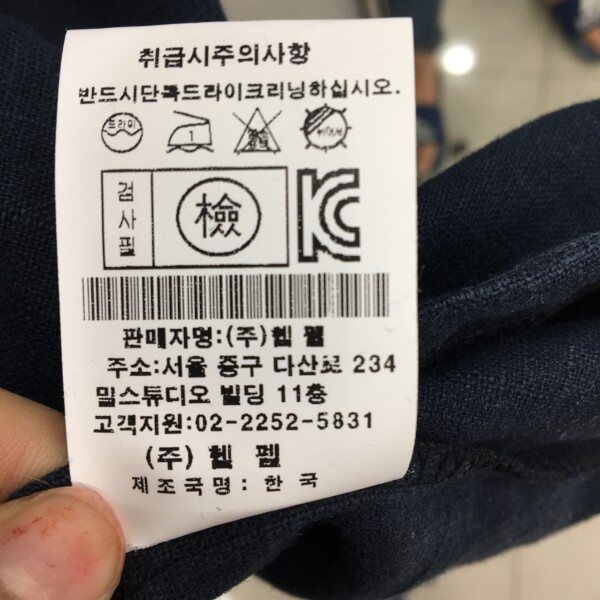 취급시주의사항
반드시단독드라이크리닝하십시오.
드라이
1
검사필
檢
KC
판매자명:(주)헴펠
주소:서울 중구 다산로 234
밀스튜디오 빌딩 11층
고객지원:02-2252-5831
(주) 헴펠
제조국명: 한국